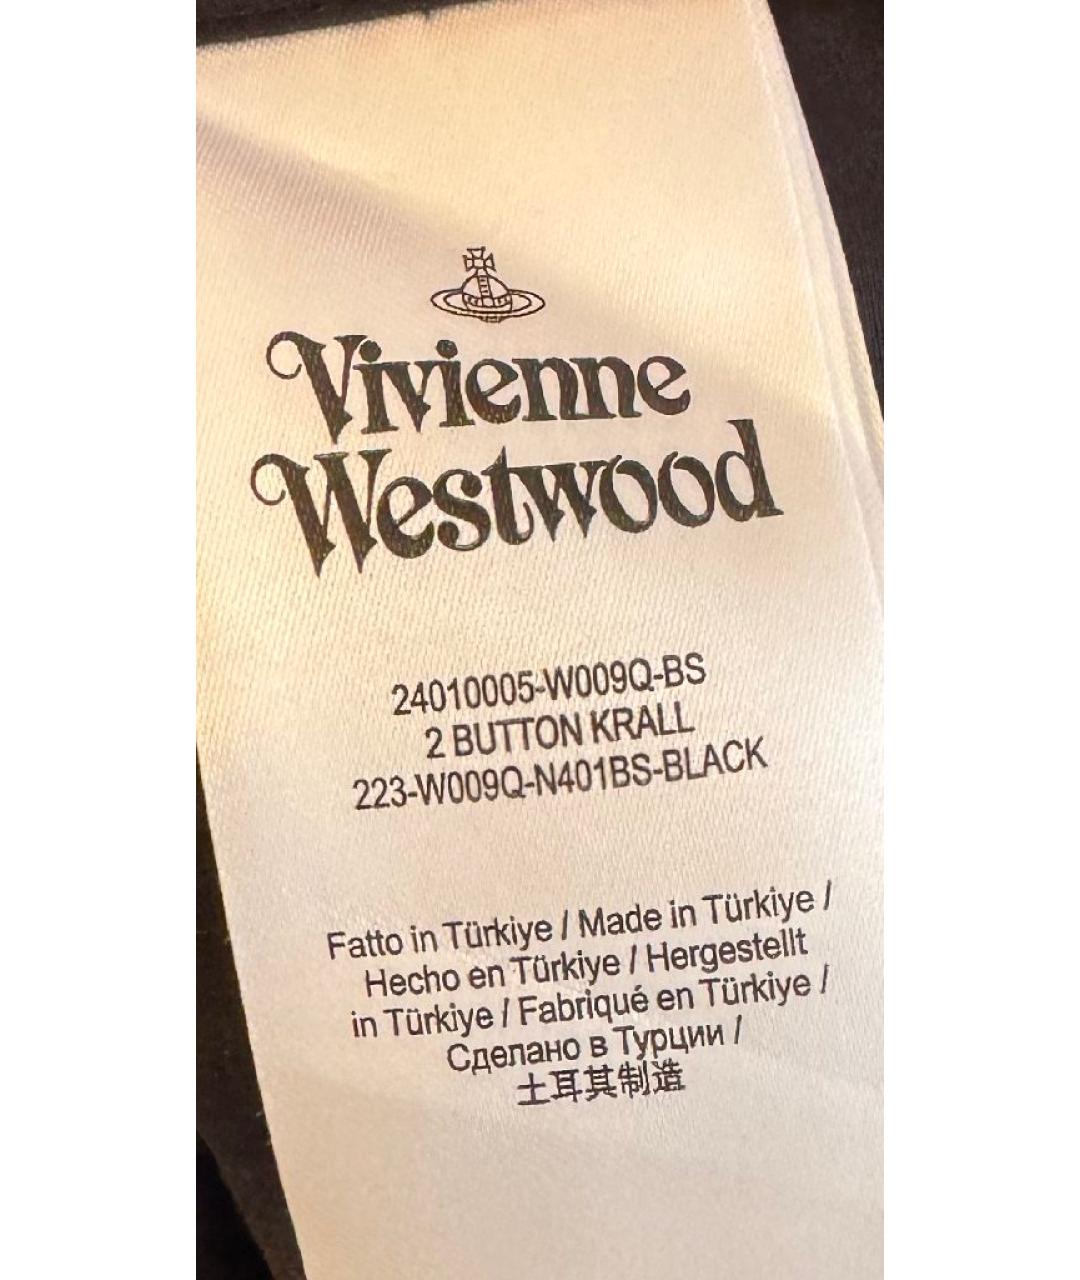 Vivienne
Westwood
24010005-W009Q-BS
2 BUTTON KRALL
223-W009Q-N401BS-BLACK
Fatto in Türkiye / Made in Türkiye /
Hecho en Türkiye / Hergestellt
in Türkiye / Fabriqué en Türkiye /
Сделано в Турции /
土耳其制造